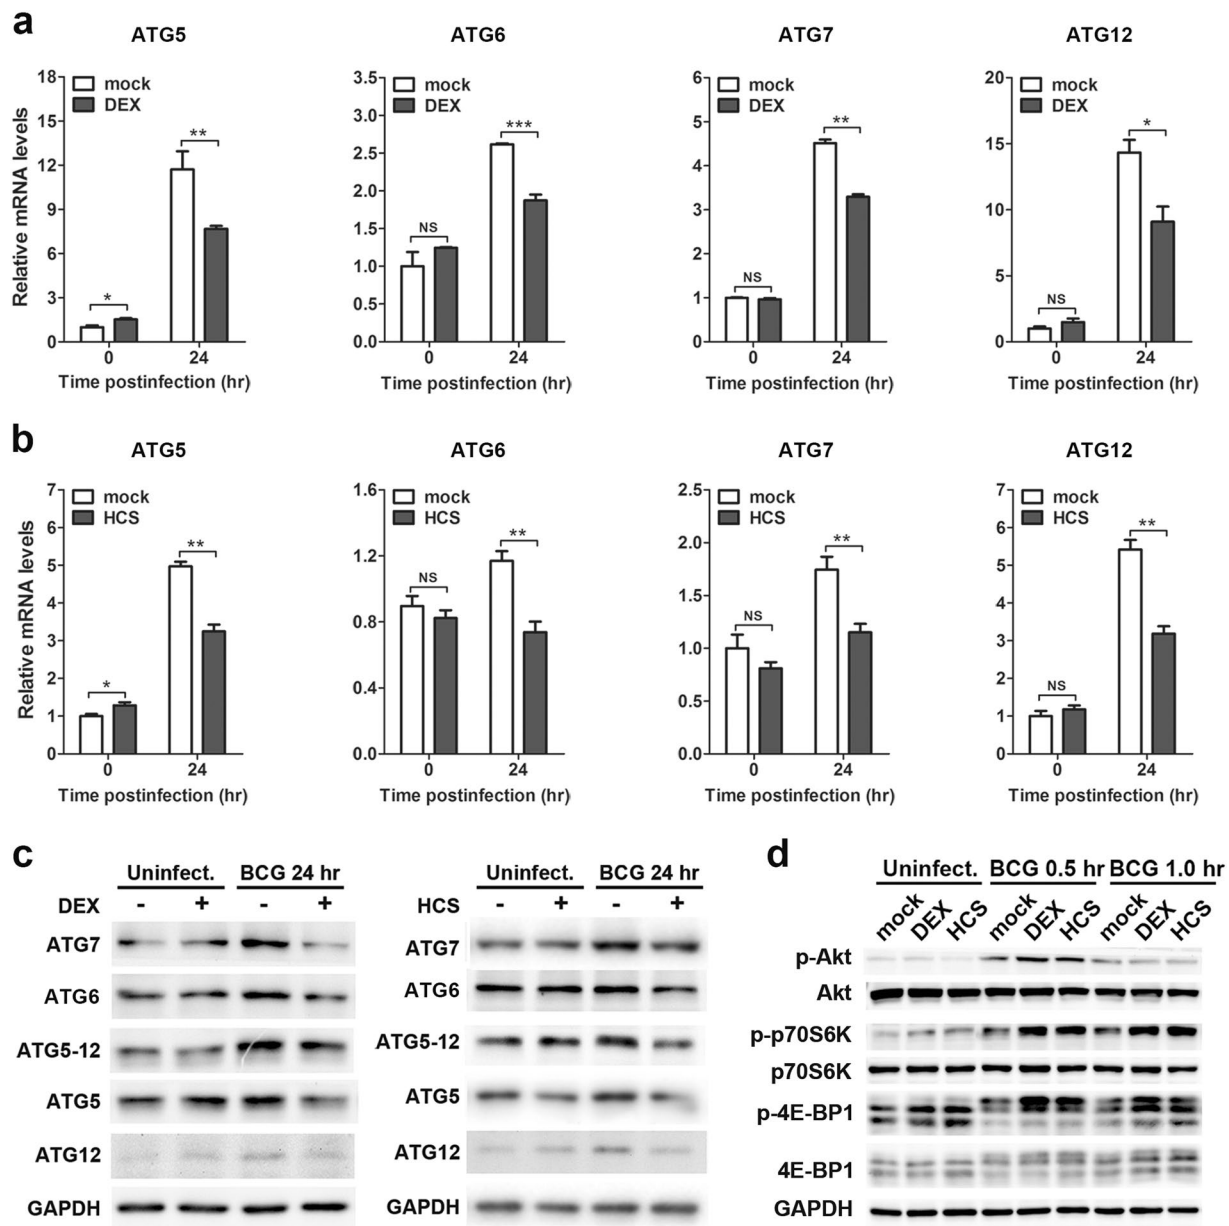 a
ATG5 ATG6 ATG7 ATG12
Relative mRNA levels
18 15 12 9 6 3 0
mock
DEX
* **
0 24
Time postinfection (hr)
3.5 3.0 2.5 2.0 1.5 1.0 0.5 0.0
mock
DEX
NS ***
0 24
Time postinfection (hr)
6 5 4 3 2 1 0
mock
DEX
NS **
0 24
Time postinfection (hr)
20 15 10 5 0
mock
DEX
NS *
0 24
Time postinfection (hr)
b
ATG5 ATG6 ATG7 ATG12
Relative mRNA levels
7 6 5 4 3 2 1 0
mock
HCS
* **
0 24
Time postinfection (hr)
1.6 1.2 0.8 0.4 0.0
mock
HCS
NS **
0 24
Time postinfection (hr)
2.5 2.0 1.5 1.0 0.5 0.0
mock
HCS
NS **
0 24
Time postinfection (hr)
7 6 5 4 3 2 1 0
mock
HCS
NS **
0 24
Time postinfection (hr)
c
Uninfect. BCG 24 hr
DEX - + - +
ATG7
ATG6
ATG5-12
ATG5
ATG12
GAPDH
Uninfect. BCG 24 hr
HCS - + - +
ATG7
ATG6
ATG5-12
ATG5
ATG12
GAPDH
d
Uninfect. BCG 0.5 hr BCG 1.0 hr
mock DEX HCS mock DEX HCS mock DEX HCS
p-Akt
Akt
p-p70S6K
p70S6K
p-4E-BP1
4E-BP1
GAPDH